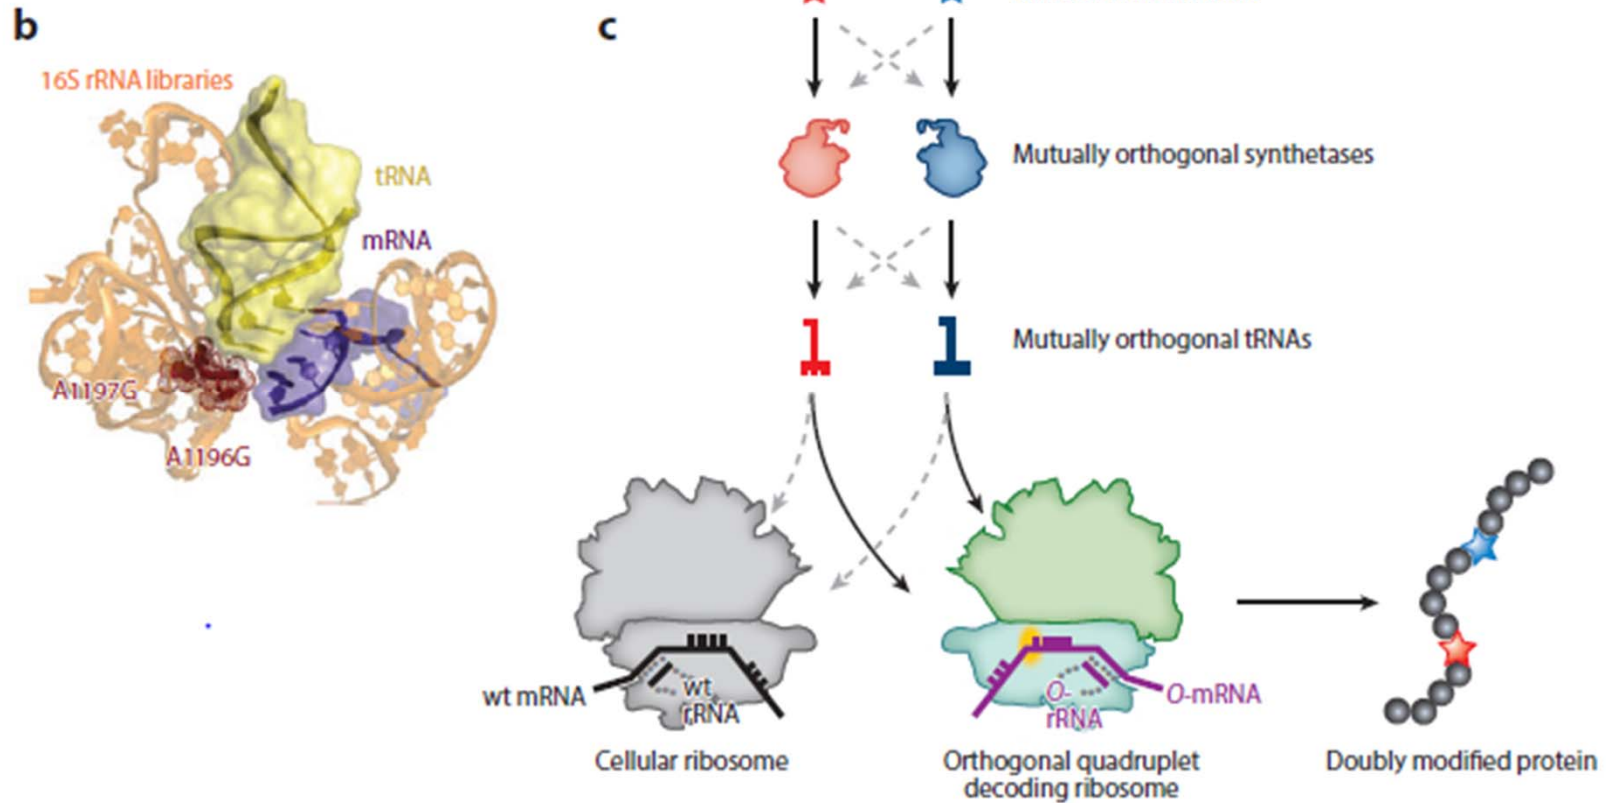 b
16S rRNA libraries
tRNA
mRNA
A1197G
A1196G
c
Mutually orthogonal synthetases
Mutually orthogonal tRNAs
wt mRNA
wt
rRNA
Cellular ribosome
O-
rRNA
O-mRNA
Orthogonal quadruplet
decoding ribosome
Doubly modified protein